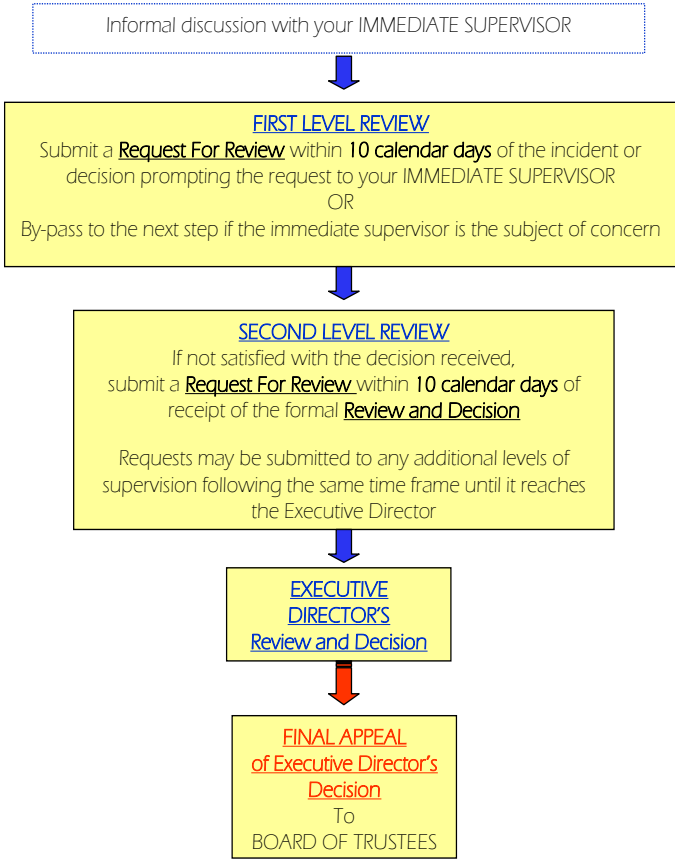 Informal discussion with your IMMEDIATE SUPERVISOR
FIRST LEVEL REVIEW
Submit a Request For Review within 10 calendar days of the incident or
decision prompting the request to your IMMEDIATE SUPERVISOR
OR
By-pass to the next step if the immediate supervisor is the subject of concern
SECOND LEVEL REVIEW
If not satisfied with the decision received,
submit a Request For Review within 10 calendar days of
receipt of the formal Review and Decision
Requests may be submitted to any additional levels of
supervision following the same time frame until it reaches
the Executive Director
EXECUTIVE
DIRECTOR'S
Review and Decision
FINAL APPEAL
of Executive Director's
Decision
To
BOARD OF TRUSTEES